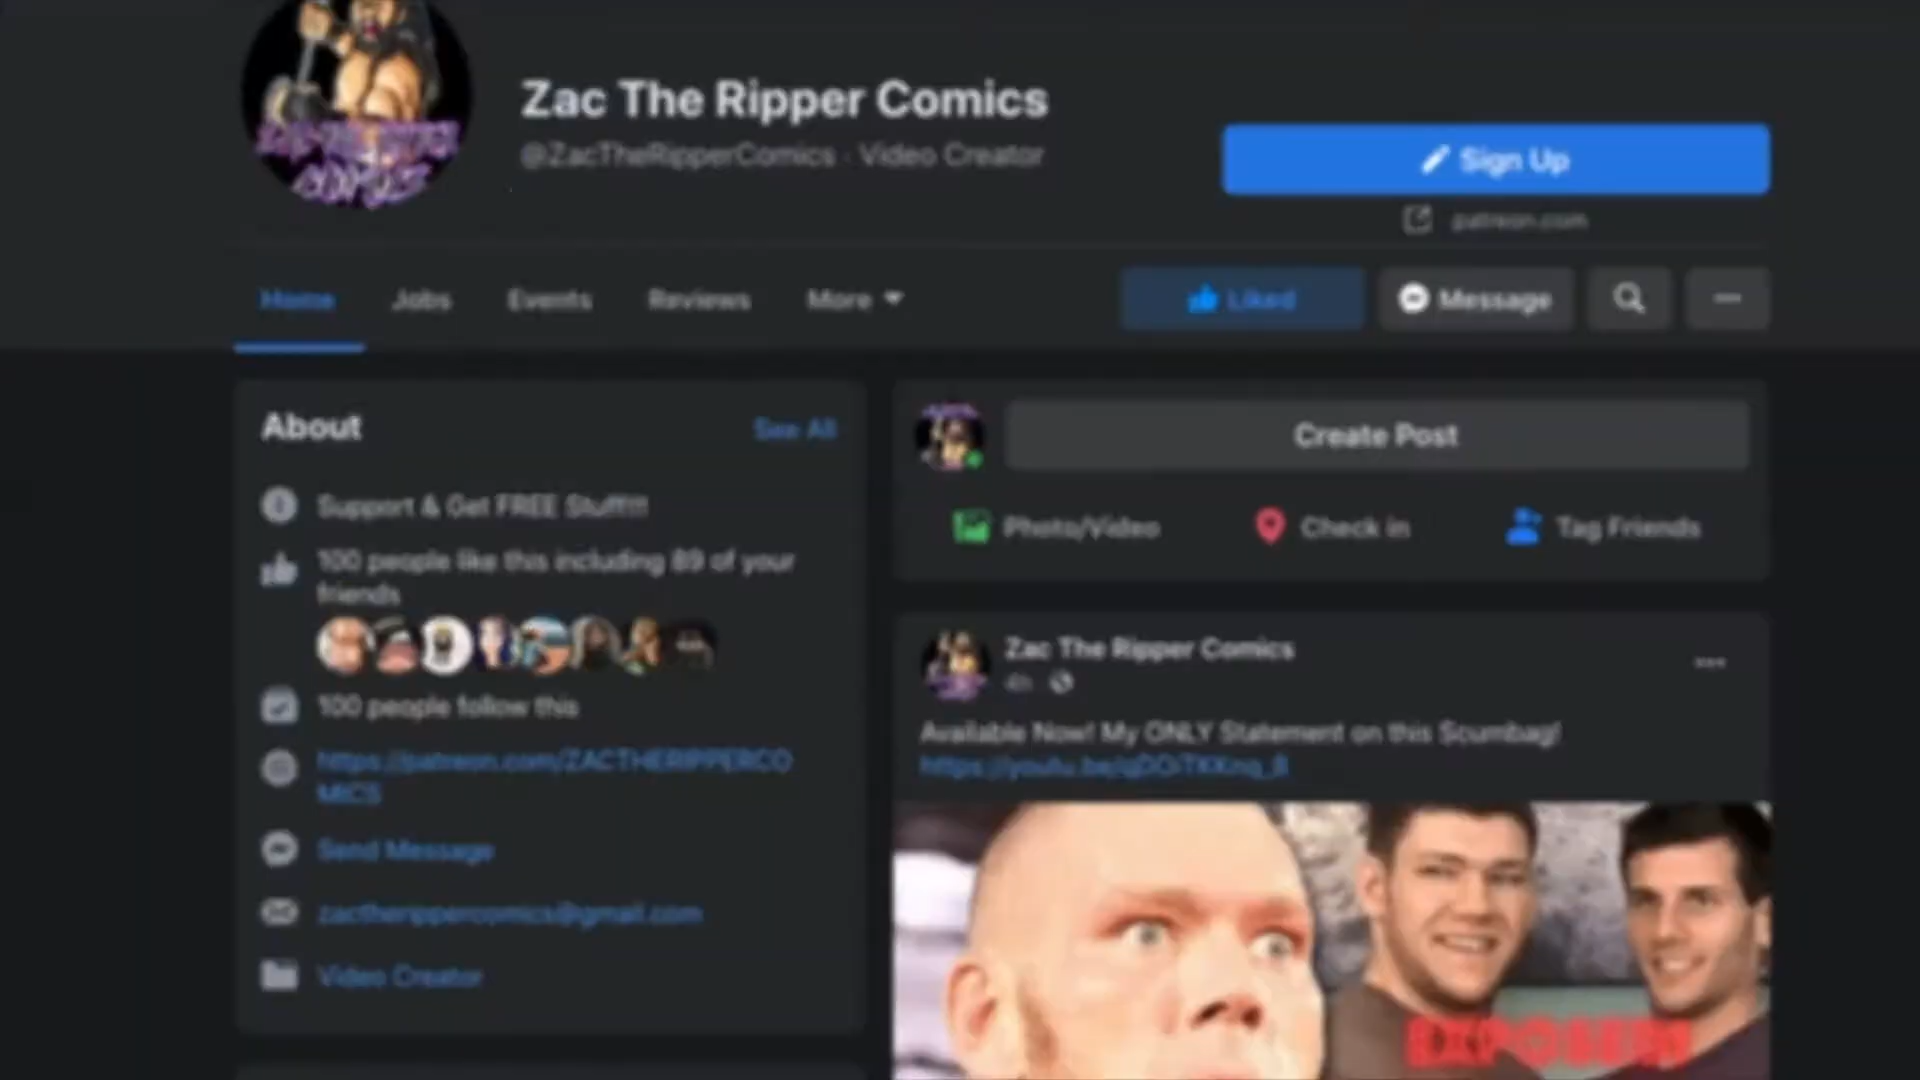 Zac The Ripper Comics
@ZacTheRipperComics · Video Creator
Sign Up
patreon.com
Home
Jobs
Events
Reviews
More
Liked
Message
About
See All
Support & Get FREE Stuff!!!
100 people like this including 89 of your
friends
100 people follow this
https://patreon.com/ZACTHERIPPERCO
MICS
Send Message
zactherippercomics@gmail.com
Video Creator
Create Post
Photo/Video
Check in
Tag Friends
Zac The Ripper Comics
4h
Available Now! My ONLY Statement on this Scumbag!